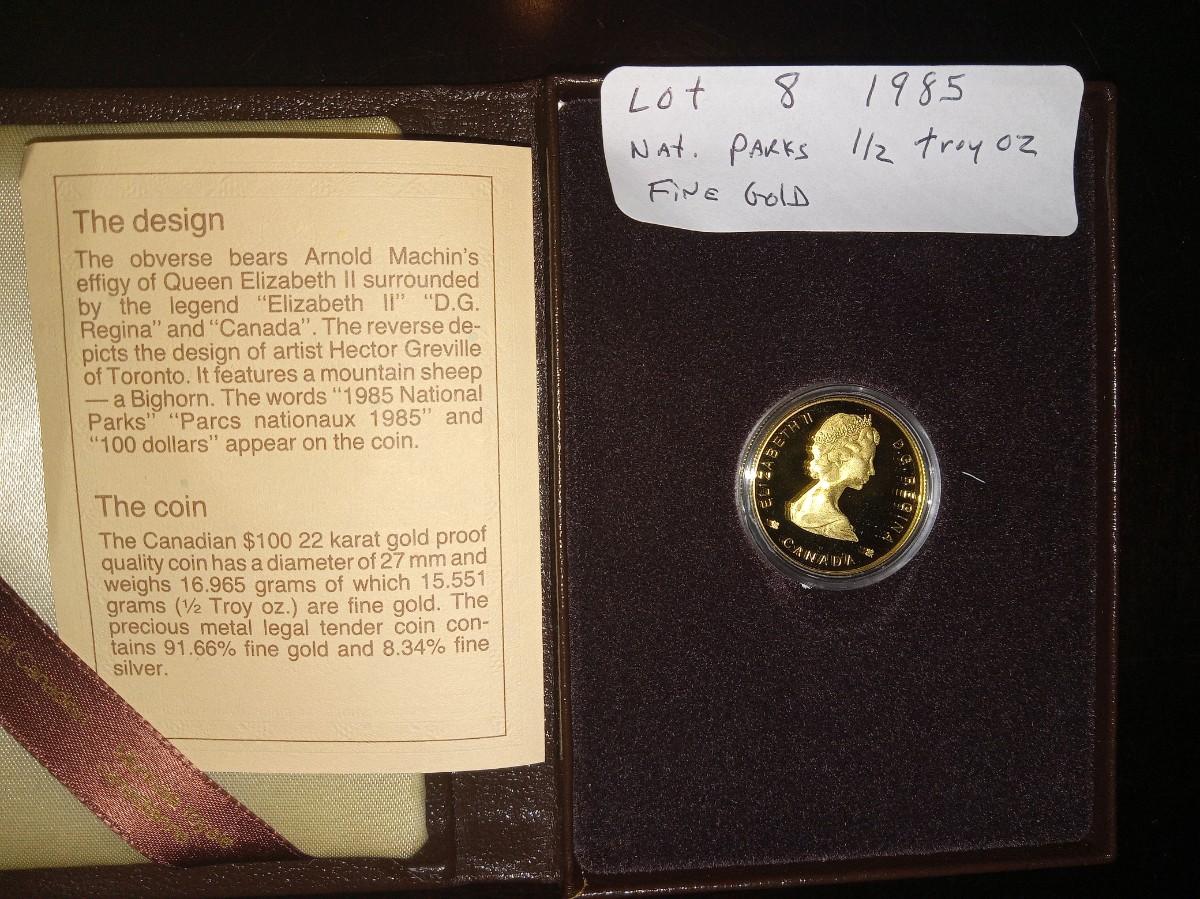 Lot 8 1985
Nat. Parks 1/2 troy oz
Fine Gold
The design
The obverse bears Arnold Machin's
effigy of Queen Elizabeth II surrounded
by the legend "Elizabeth II" "D.G.
Regina" and "Canada". The reverse de-
picts the design of artist Hector Greville
of Toronto. It features a mountain sheep
— a Bighorn. The words "1985 National
Parks" "Parcs nationaux 1985" and
"100 dollars" appear on the coin.
The coin
The Canadian $100 22 karat gold proof
quality coin has a diameter of 27 mm and
weighs 16.965 grams of which 15.551
grams (½ Troy oz.) are fine gold. The
precious metal legal tender coin con-
tains 91.66% fine gold and 8.34% fine
silver.
ELIZABETH II D.G. REGINA
CANADA